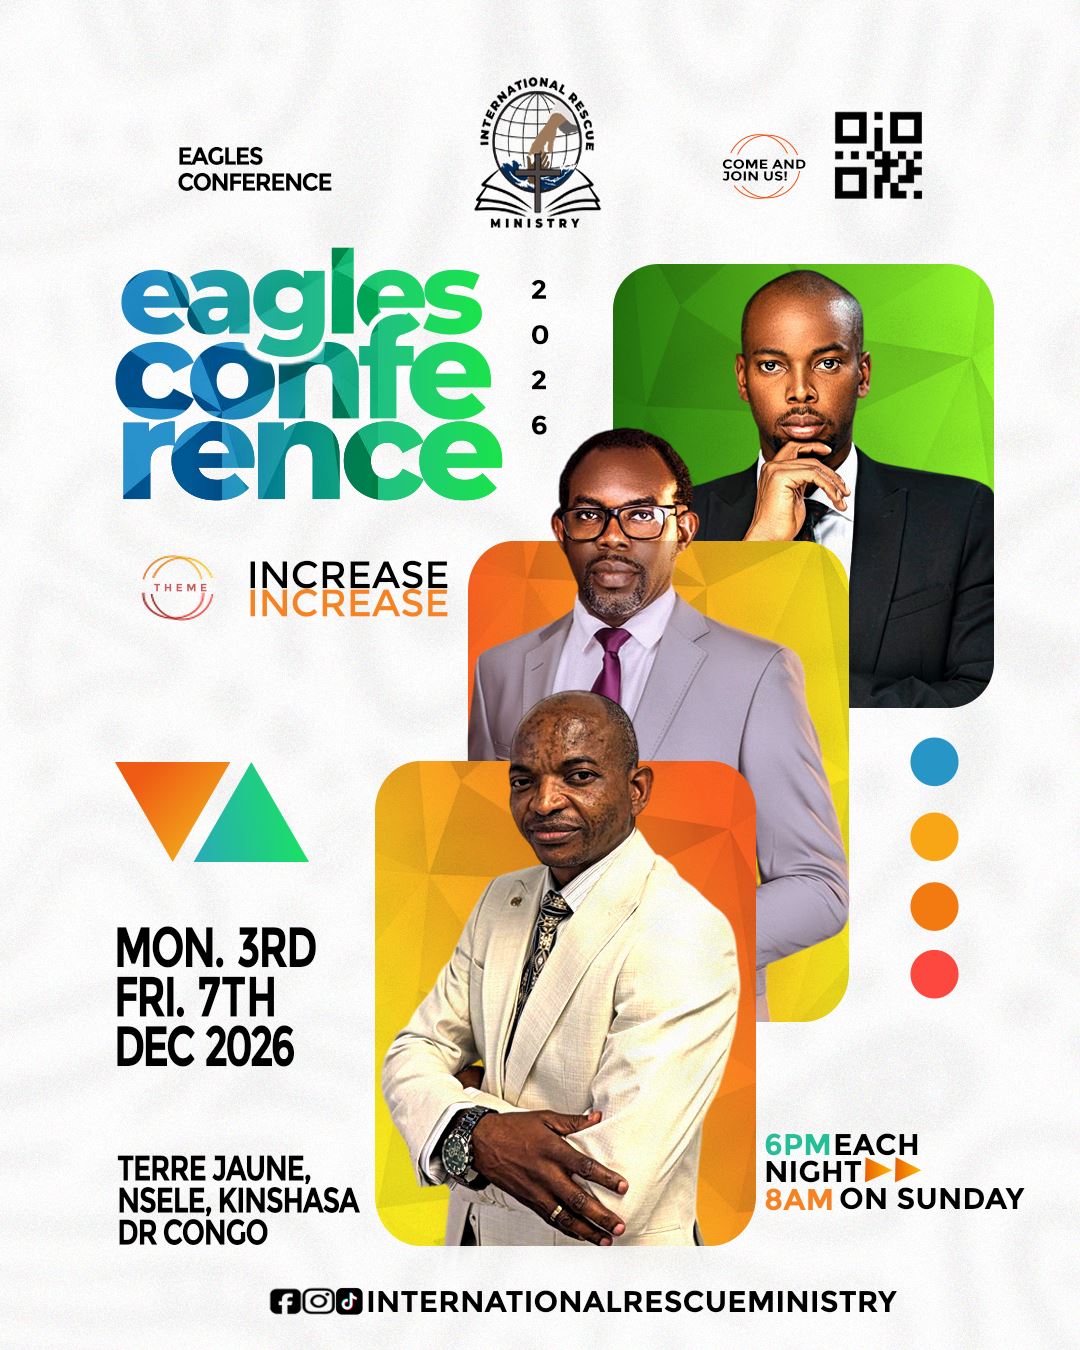 INTERNATIONAL RESCUE
MINISTRY
EAGLES
CONFERENCE
COME AND
JOIN US!
eagles
confe
rence
2
0
2
6
THEME
INCREASE
INCREASE
MON. 3RD
FRI. 7TH
DEC 2026
TERRE JAUNE,
NSELE, KINSHASA
DR CONGO
6PM EACH
NIGHT
8AM ON SUNDAY
INTERNATIONALRESCUEMINISTRY